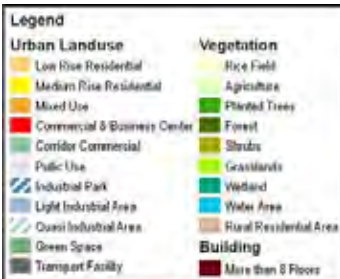 Legend
Urban Landuse
Low Rise Residential
Medium Rise Residential
Mixed Use
Commercial & Business Center
Corridor Commercial
Public Use
Industrial Park
Light Industrial Area
Quasi Industrial Area
Green Space
Transport Facility
Vegetation
Rice Field
Agriculture
Planted Trees
Forest
Shrubs
Grasslands
Wetland
Water Area
Rural Residential Area
Building
More than 8 Floors